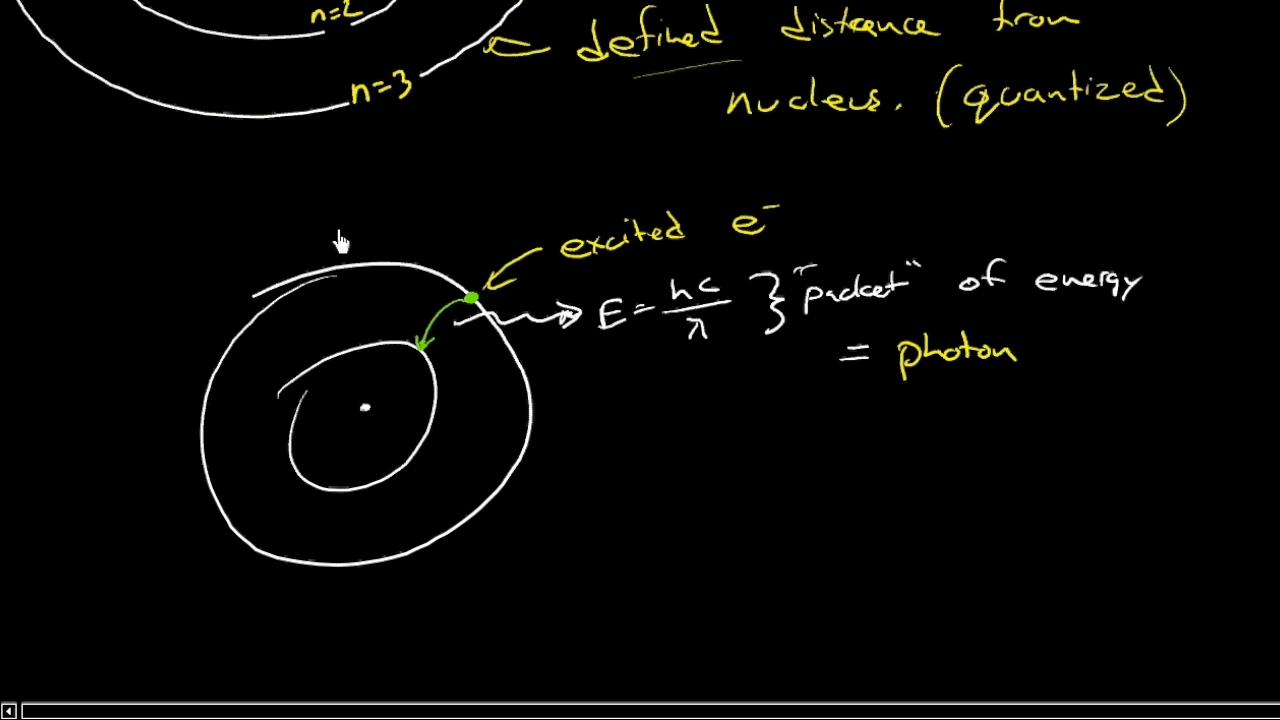 n=2
n=3
defined distance from
nucleus. (quantized)
excited e⁻
E = hc/λ } "packet" of energy
= photon